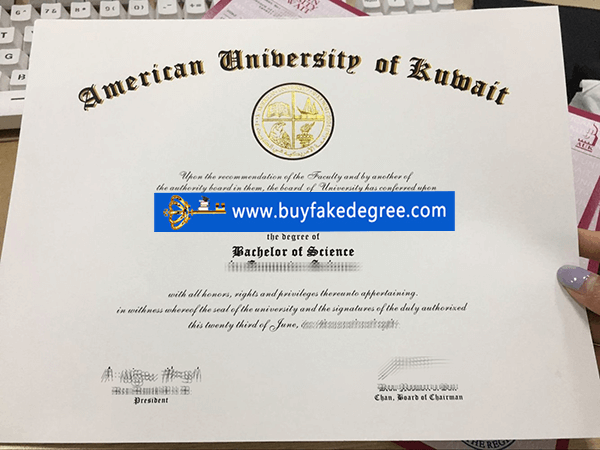 American University of Kuwait
Upon the recommendation of the Faculty and by another of
the authority board in them, the board of University has conferred upon
www.buyfakedegree.com
the degree of
Bachelor of Science
with all honors, rights and privileges thereunto appertaining.
in witness whereof the seal of the university and the signatures of the duty authorized
this twenty third of June,
President
Chan, Board of Chairman